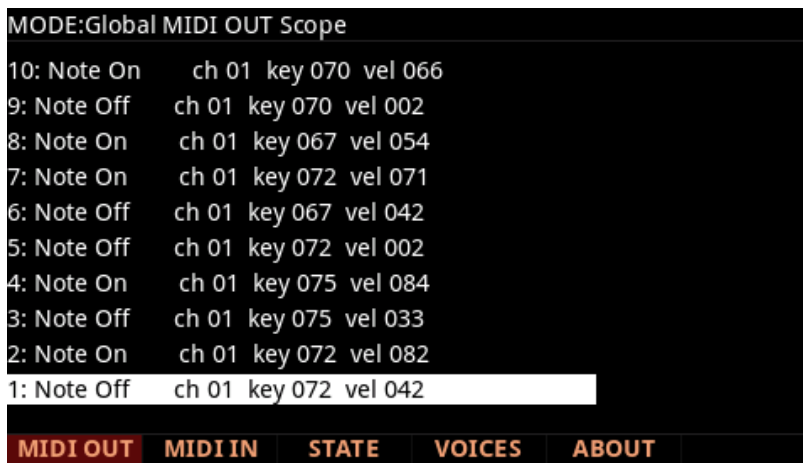 MODE:Global MIDI OUT Scope
10: Note On ch 01 key 070 vel 066
9: Note Off ch 01 key 070 vel 002
8: Note On ch 01 key 067 vel 054
7: Note On ch 01 key 072 vel 071
6: Note Off ch 01 key 067 vel 042
5: Note Off ch 01 key 072 vel 002
4: Note On ch 01 key 075 vel 084
3: Note Off ch 01 key 075 vel 033
2: Note On ch 01 key 072 vel 082
1: Note Off ch 01 key 072 vel 042
MIDI OUT MIDI IN STATE VOICES ABOUT